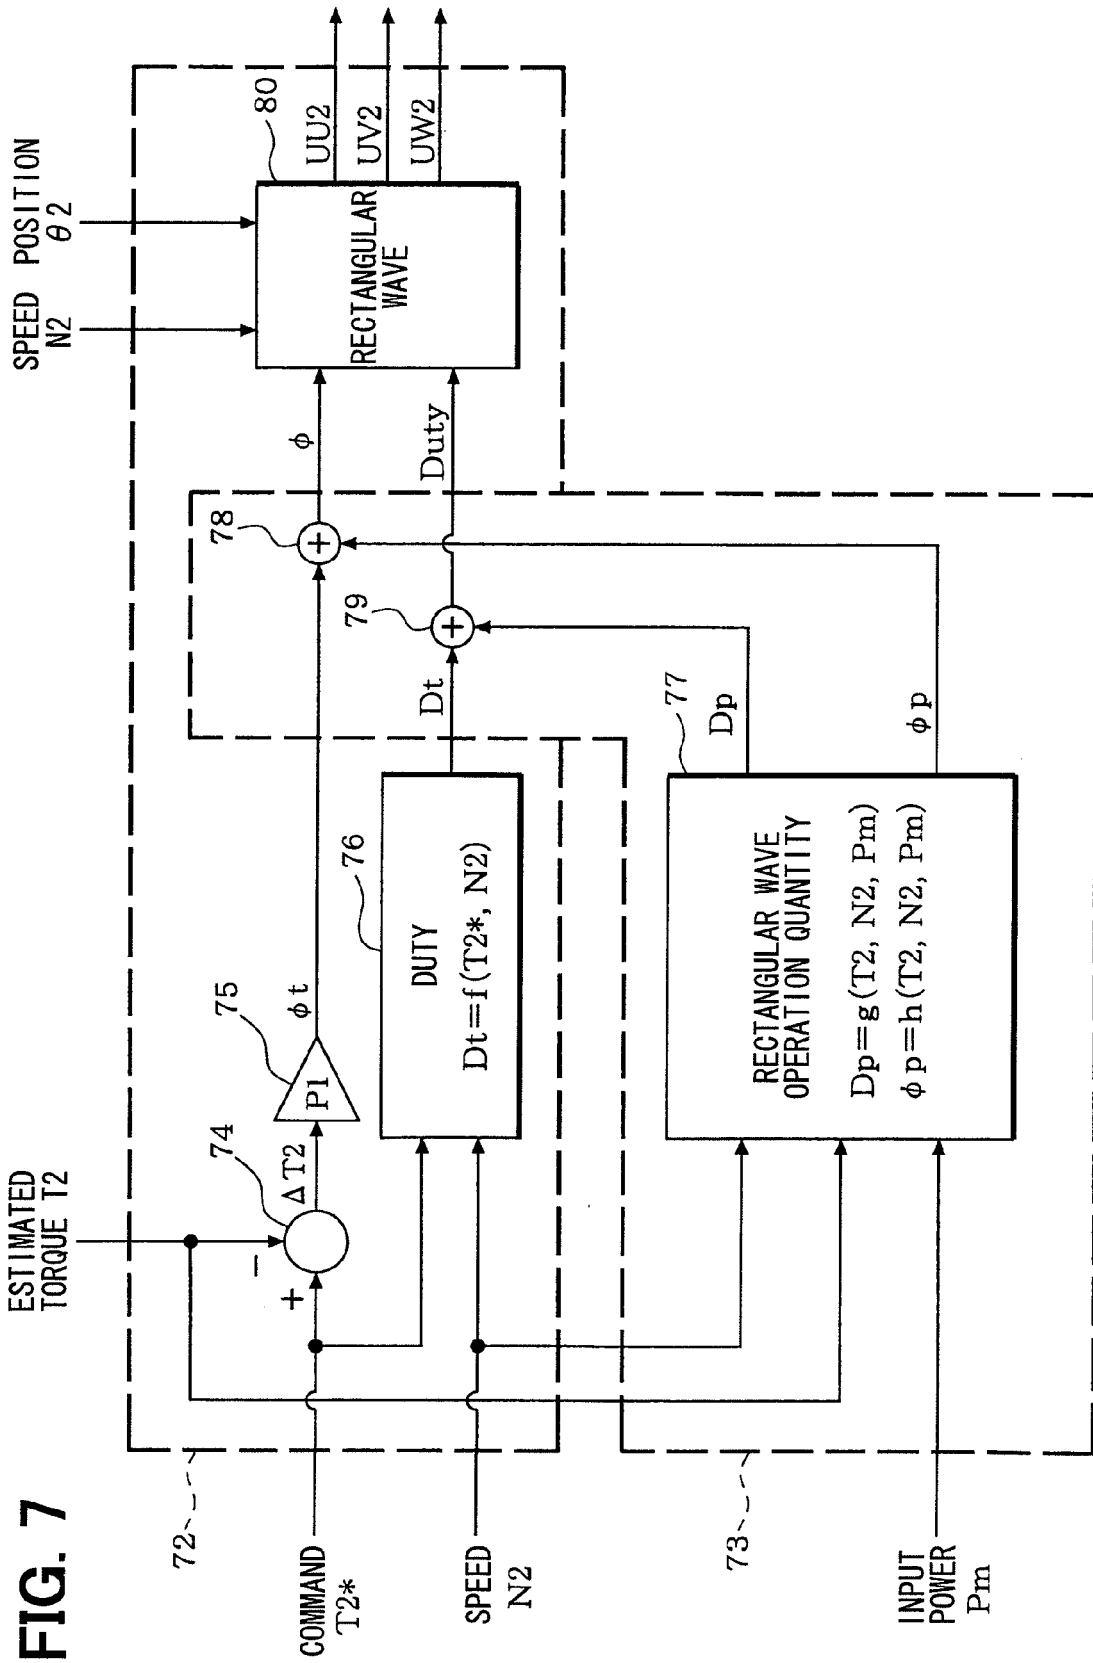 FIG. 7
ESTIMATED
TORQUE T2
SPEED
N2
POSITION
θ2
72
COMMAND
T2*
+
−
74
ΔT2
75
P1
φt
78
+
φ
RECTANGULAR
WAVE
80
UU2
UV2
UW2
SPEED
N2
76
DUTY
Dt=f(T2*, N2)
Dt
79
+
Duty
73
INPUT
POWER
Pm
RECTANGULAR WAVE
OPERATION QUANTITY
Dp=g(T2, N2, Pm)
φp=h(T2, N2, Pm)
77
Dp
φp